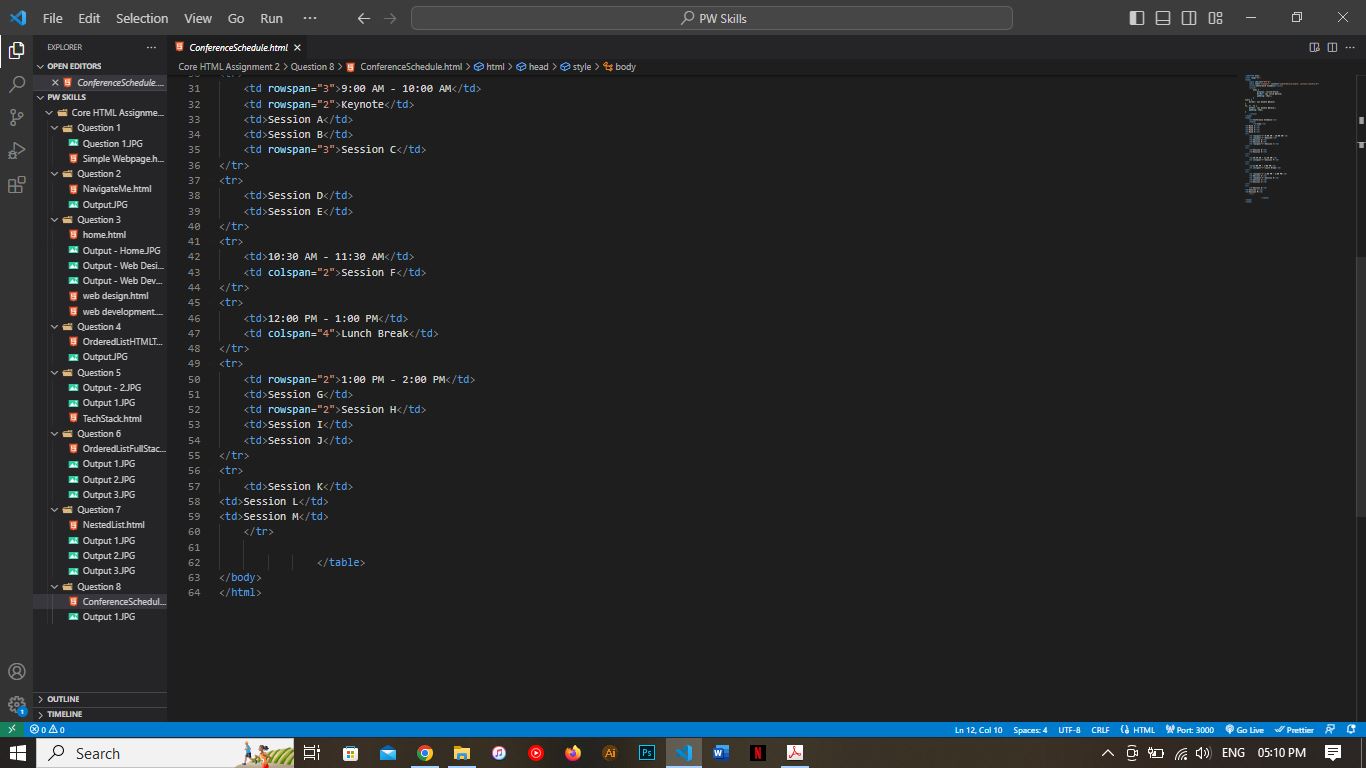 File Edit Selection View Go Run ··· PW Skills
EXPLORER ···
OPEN EDITORS
ConferenceSchedule....
PW SKILLS
Core HTML Assignme...
Question 1
Question 1.JPG
Simple Webpage.h...
Question 2
NavigateMe.html
Output.JPG
Question 3
home.html
Output - Home.JPG
Output - Web Desi...
Output - Web Dev...
web design.html
web development....
Question 4
OrderedListHTMLT...
Output.JPG
Question 5
Output - 2.JPG
Output 1.JPG
TechStack.html
Question 6
OrderedListFullStac...
Output 1.JPG
Output 2.JPG
Output 3.JPG
Question 7
NestedList.html
Output 1.JPG
Output 2.JPG
Output 3.JPG
Question 8
ConferenceSchedul...
Output 1.JPG
OUTLINE
TIMELINE
ConferenceSchedule.html
Core HTML Assignment 2 > Question 8 > ConferenceSchedule.html > html > head > style > body
31 <td rowspan="3">9:00 AM - 10:00 AM</td>
32 <td rowspan="2">Keynote</td>
33 <td>Session A</td>
34 <td>Session B</td>
35 <td rowspan="3">Session C</td>
36 </tr>
37 <tr>
38 <td>Session D</td>
39 <td>Session E</td>
40 </tr>
41 <tr>
42 <td>10:30 AM - 11:30 AM</td>
43 <td colspan="2">Session F</td>
44 </tr>
45 <tr>
46 <td>12:00 PM - 1:00 PM</td>
47 <td colspan="4">Lunch Break</td>
48 </tr>
49 <tr>
50 <td rowspan="2">1:00 PM - 2:00 PM</td>
51 <td>Session G</td>
52 <td rowspan="2">Session H</td>
53 <td>Session I</td>
54 <td>Session J</td>
55 </tr>
56 <tr>
57 <td>Session K</td>
58 <td>Session L</td>
59 <td>Session M</td>
60 </tr>
61
62 </table>
63 </body>
64 </html>
0 0 Ln 12, Col 10 Spaces: 4 UTF-8 CRLF HTML Port: 3000 Go Live Prettier
Search Ai Ps W N ENG 05:10 PM